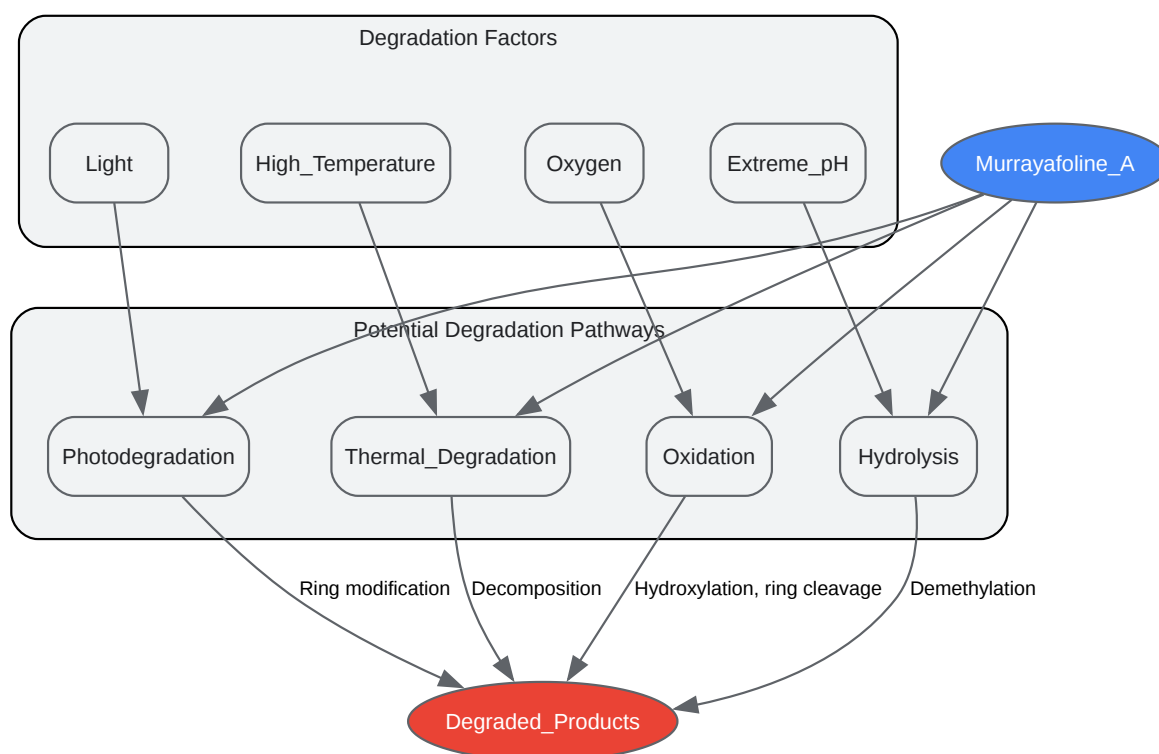 Degradation Factors
Light
High_Temperature
Oxygen
Extreme_pH
Murrayafoline_A
Potential Degradation Pathways
Photodegradation
Thermal_Degradation
Oxidation
Hydrolysis
Ring modification
Decomposition
Hydroxylation, ring cleavage
Demethylation
Degraded_Products